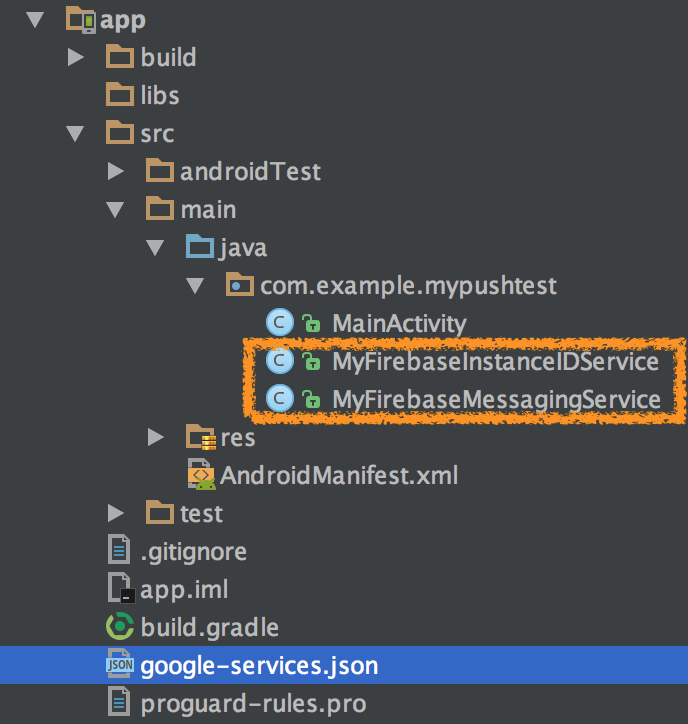 app
build
libs
src
androidTest
main
java
com.example.mypushtest
C MainActivity
C MyFirebaseInstanceIDService
C MyFirebaseMessagingService
res
<> AndroidManifest.xml
test
.gitignore
app.iml
build.gradle
JSON google-services.json
proguard-rules.pro